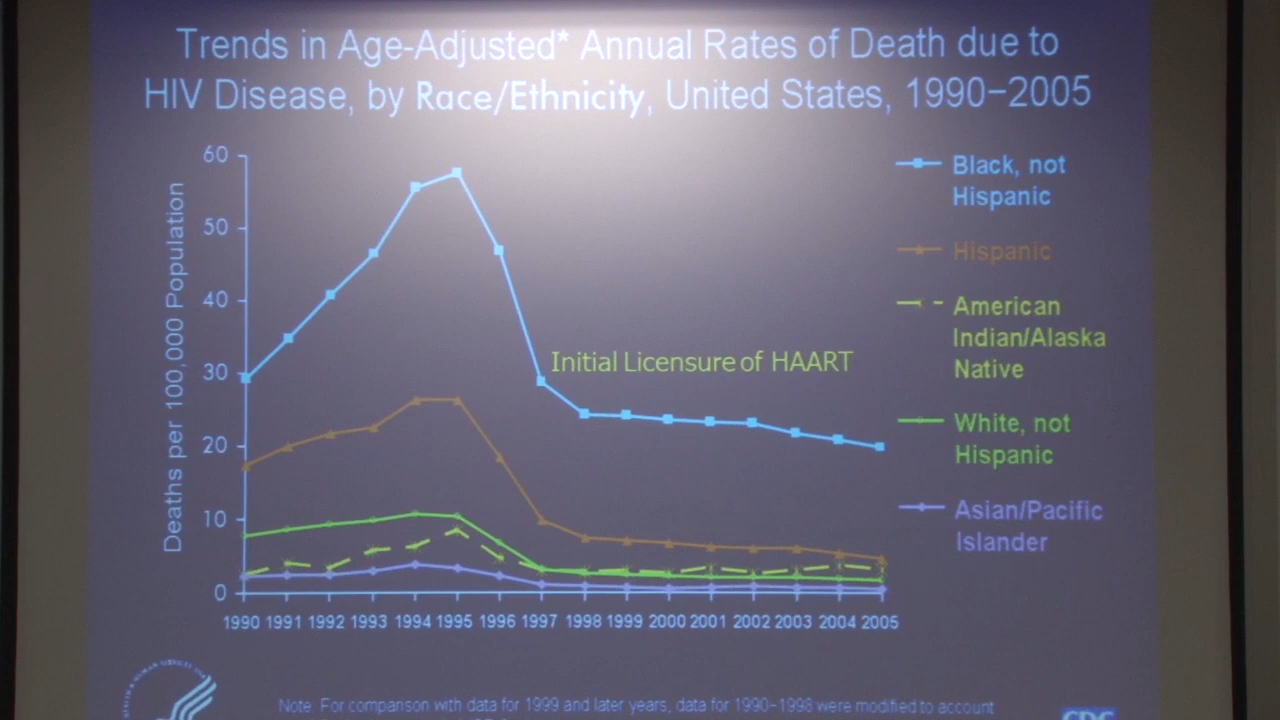 Trends in Age-Adjusted* Annual Rates of Death due to
HIV Disease, by Race/Ethnicity, United States, 1990–2005
Deaths per 100,000 Population
60
50
40
30
20
10
0
1990 1991 1992 1993 1994 1995 1996 1997 1998 1999 2000 2001 2002 2003 2004 2005
Initial Licensure of HAART
Black, not
Hispanic
Hispanic
American
Indian/Alaska
Native
White, not
Hispanic
Asian/Pacific
Islander
Note: For comparison with data for 1999 and later years, data for 1990–1998 were modified to account
CDC